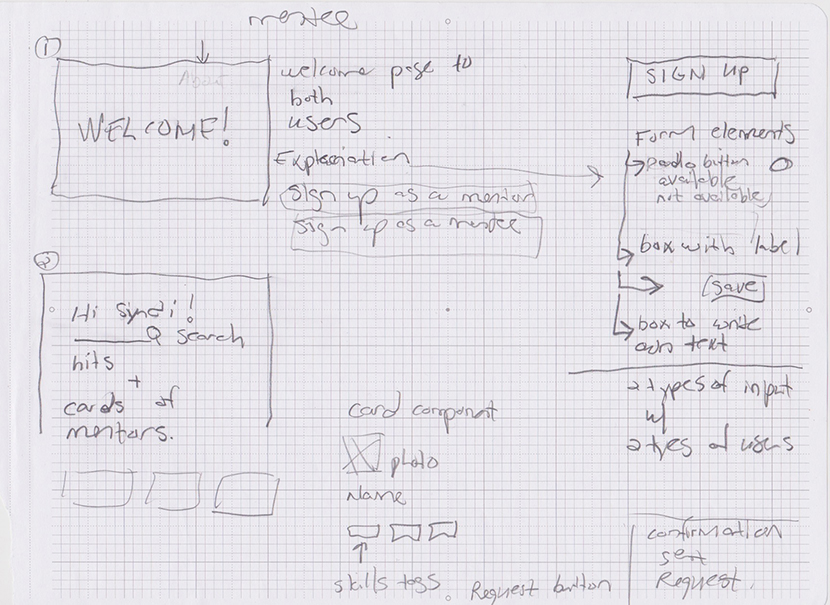 mentee
1
About
WELCOME!
welcome page to
both
users
Explanation
Sign up as a mentor
Sign up as a mentee
SIGN UP
Form elements
available
not available
box with label
save
box to write
own text
2 types of input
w/
2 tyes of users
2
Hi Syndi!
search
hits
+
cards of
mentors.
card component
photo
Name
skills tags.
Request button
confirmation
sent
Request.